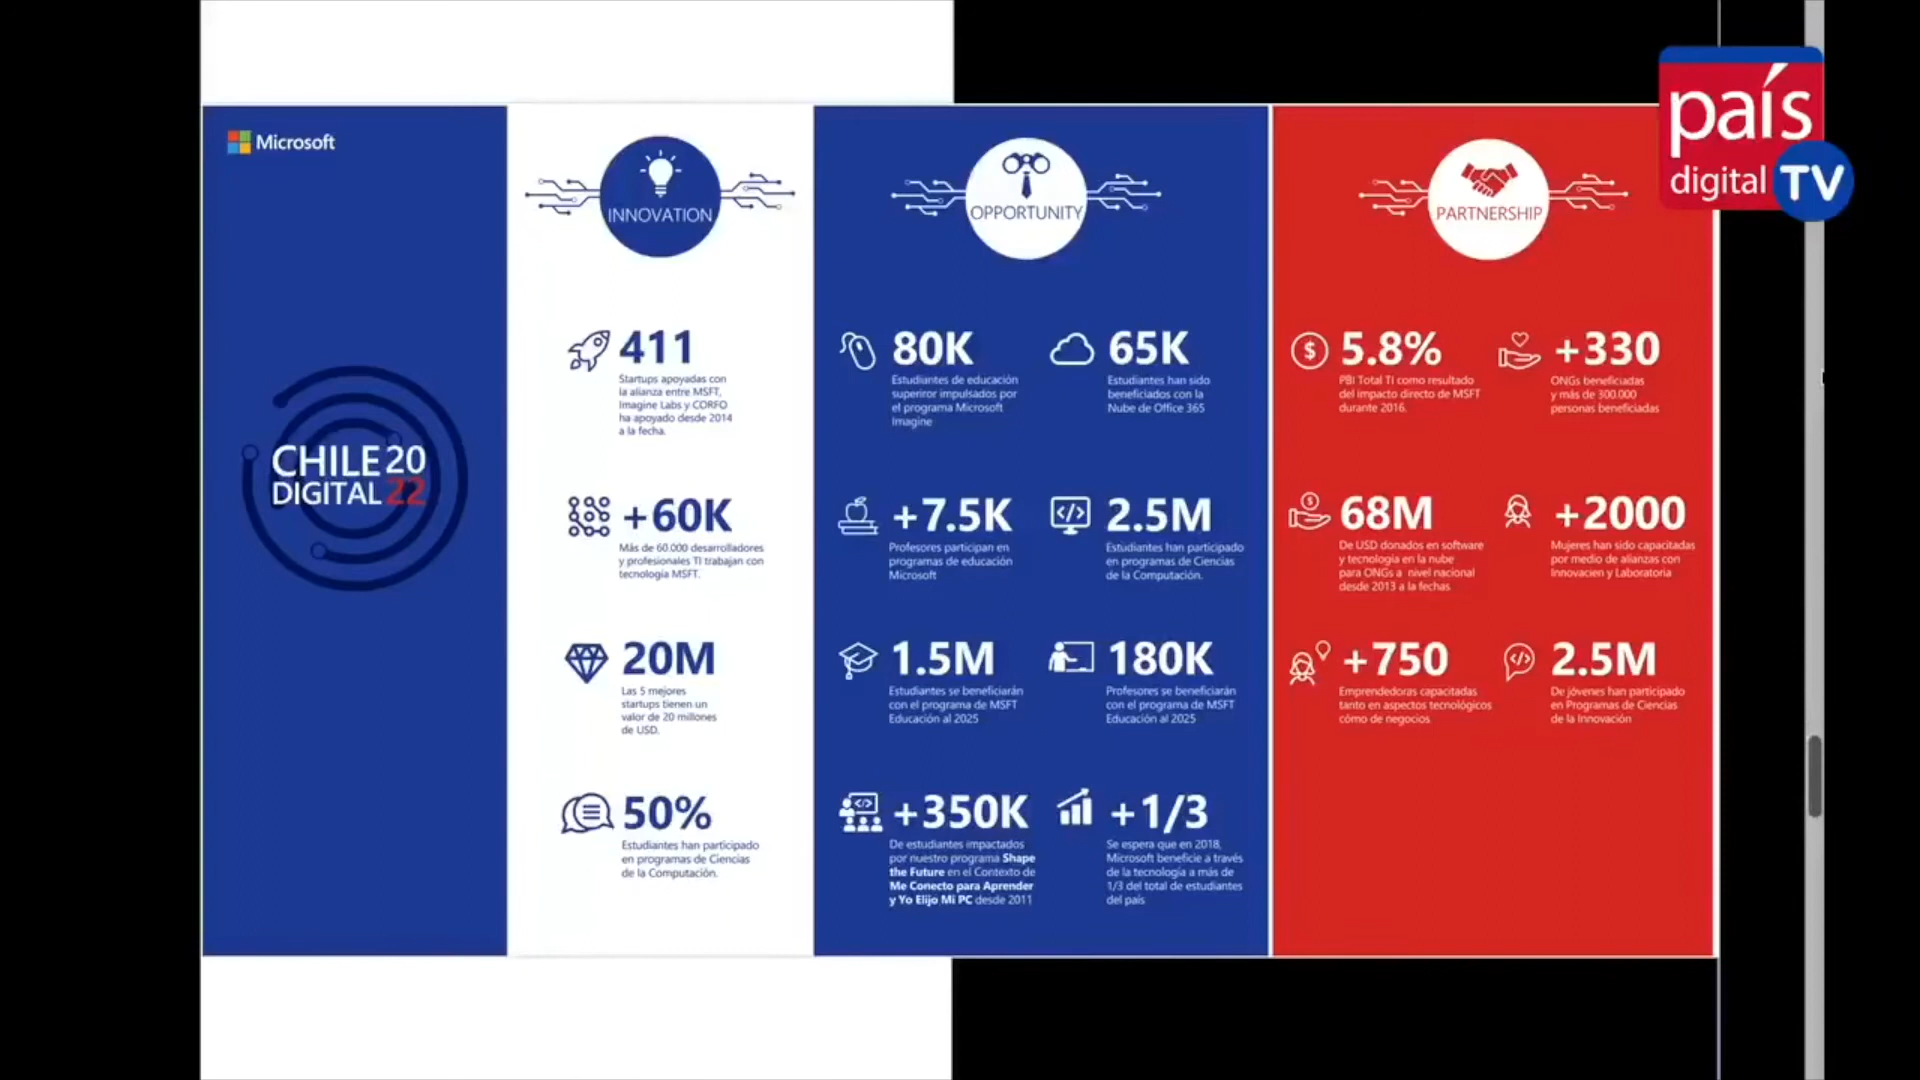 Microsoft
CHILE 20
DIGITAL 22
INNOVATION
411
Startups apoyadas con
la alianza entre MSFT,
Imagine Labs y CORFO
ha apoyado desde 2014
a la fecha.
+60K
Más de 60.000 desarrolladores
y profesionales TI trabajan con
tecnología MSFT.
20M
Las 5 mejores
startups tienen un
valor de 20 millones
de USD.
50%
Estudiantes han participado
en programas de Ciencias
de la Computación.
OPPORTUNITY
80K
Estudiantes de educación
superiror impulsados por
el programa Microsoft
Imagine
65K
Estudiantes han sido
beneficiados con la
Nube de Office 365
+7.5K
Profesores participan en
programas de educación
Microsoft
2.5M
Estudiantes han participado
en programas de Ciencias
de la Computación.
1.5M
Estudiantes se beneficiarán
con el programa de MSFT
Educación al 2025
180K
Profesores se beneficiarán
con el programa de MSFT
Educación al 2025
+350K
De estudiantes impactados
por nuestro programa Shape
the Future en el Contexto de
Me Conecto para Aprender
y Yo Elijo Mi PC desde 2011
+1/3
Se espera que en 2018,
Microsoft beneficie a través
de la tecnología a más de
1/3 del total de estudiantes
del país
PARTNERSHIP
5.8%
PBI Total TI como resultado
del impacto directo de MSFT
durante 2016.
+330
ONGs beneficiadas
y más de 300.000
personas beneficiadas
68M
De USD donados en software
y tecnología en la nube
para ONGs a nivel nacional
desde 2013 a la fechas
+2000
Mujeres han sido capacitadas
por medio de alianzas con
Innovacien y Laboratoria
+750
Emprendedoras capacitadas
tanto en aspectos tecnológicos
cómo de negocios
2.5M
De jóvenes han participado
en Programas de Ciencias
de la Innovación
país
digital TV